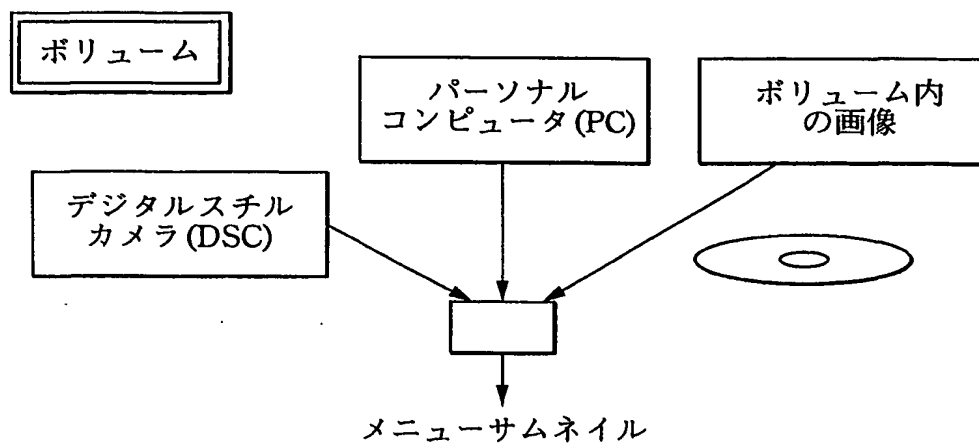 ボリューム
パーソナル
コンピュータ(PC)
ボリューム内
の画像
デジタルスチル
カメラ(DSC)
メニューサムネイル